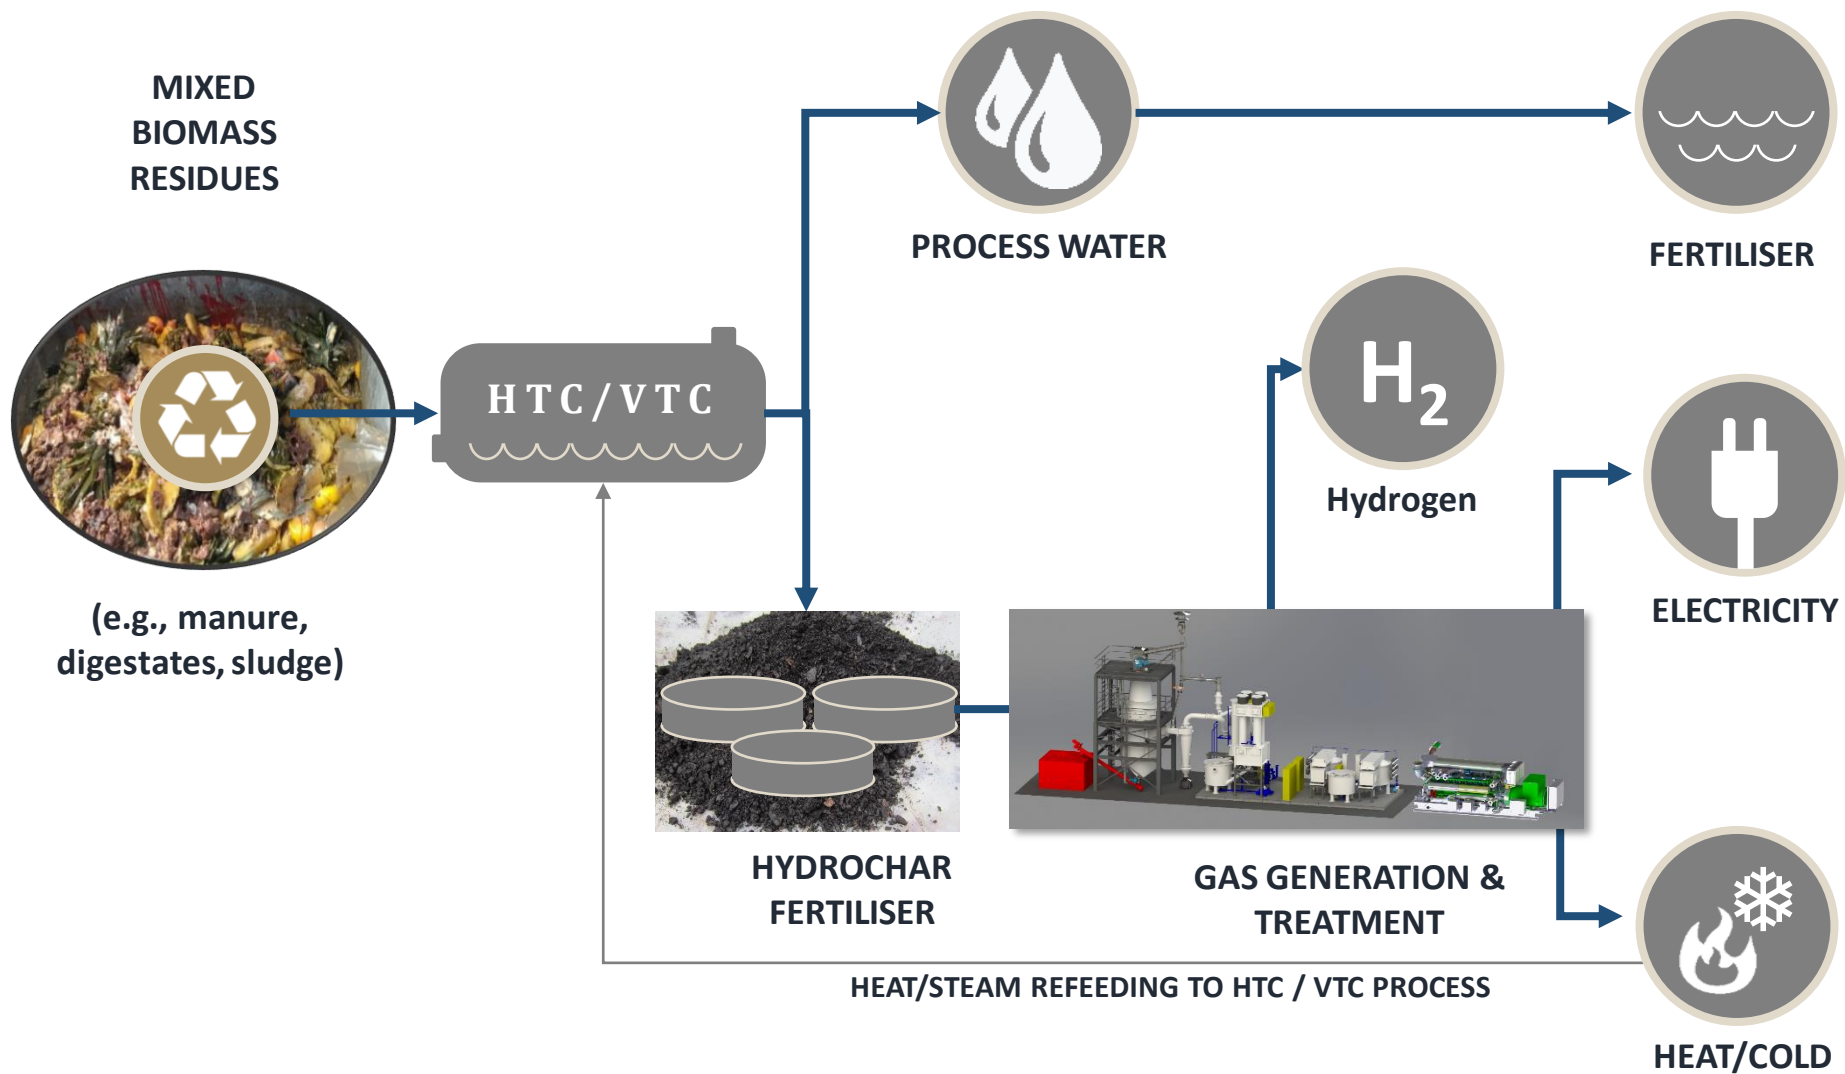 MIXED
BIOMASS
RESIDUES
(e.g., manure,
digestates, sludge)
HTC/VTC
PROCESS WATER
FERTILISER
H2
Hydrogen
ELECTRICITY
HYDROCHAR
FERTILISER
GAS GENERATION &
TREATMENT
HEAT/STEAM REFEEDING TO HTC / VTC PROCESS
HEAT/COLD